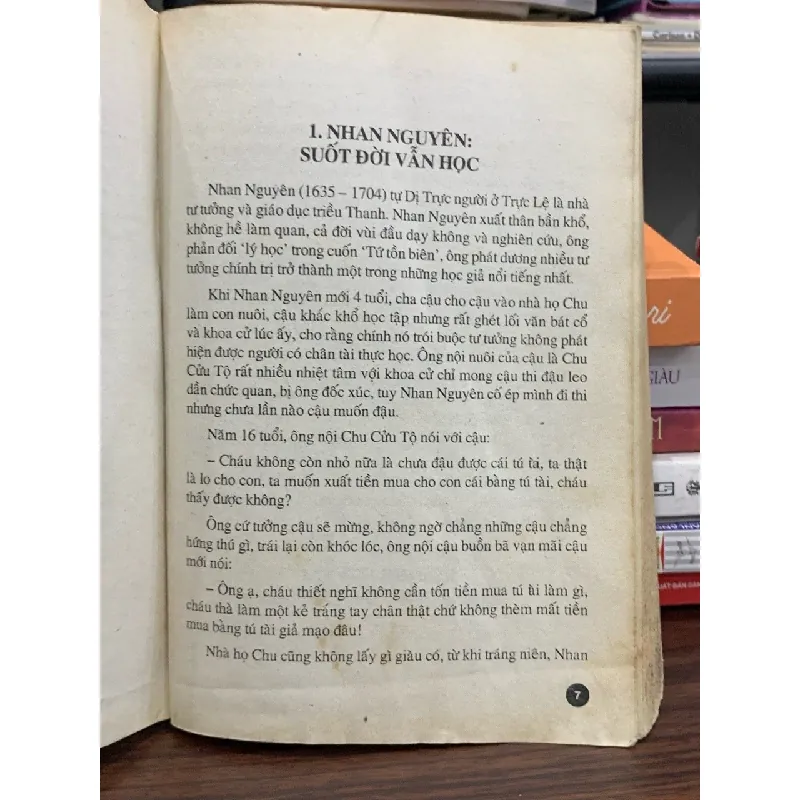 1. NHAN NGUYÊN:
SUỐT ĐỜI VẪN HỌC
Nhan Nguyên (1635 – 1704) tự Dị Trực người ở Trực Lệ là nhà
tư tưởng và giáo dục triều Thanh. Nhan Nguyên xuất thân bần khổ,
không hề làm quan, cả đời vùi đầu dạy không và nghiên cứu, ông
phản đối ‘lý học’ trong cuốn ‘Tứ tồn biên’, ông phát dương nhiều tư
tưởng chính trị trở thành một trong những học giả nổi tiếng nhất.
Khi Nhan Nguyên mới 4 tuổi, cha cậu cho cậu vào nhà họ Chu
làm con nuôi, cậu khắc khổ học tập nhưng rất ghét lối văn bát cổ
và khoa cử lúc ấy, cho rằng chính nó trói buộc tư tưởng không phát
hiện được người có chân tài thực học. Ông nội nuôi của cậu là Chu
Cửu Tộ rất nhiều nhiệt tâm với khoa cử chỉ mong cậu thi đậu leo
dần chức quan, bị ông đốc xúc, tuy Nhan Nguyên cố ép mình đi thi
nhưng chưa lần nào cậu muốn đậu.
Năm 16 tuổi, ông nội Chu Cửu Tộ nói với cậu:
– Cháu không còn nhỏ nữa là chưa đậu được cái tú tài, ta thật
là lo cho con, ta muốn xuất tiền mua cho con cái bằng tú tài, cháu
thấy được không?
Ông cứ tưởng cậu sẽ mừng, không ngờ chẳng những cậu chẳng
hứng thú gì, trái lại còn khóc lóc, ông nội cậu buồn bã vạn mãi cậu
mới nói:
– Ông ạ, cháu thiết nghĩ không cần tốn tiền mua tú tài làm gì,
cháu thà làm một kẻ trắng tay chân thật chứ không thèm mất tiền
mua bằng tú tài giả mạo đâu!
Nhà họ Chu cũng không lấy gì giàu có, từ khi tráng niên, Nhan
7
ri
GIÀU